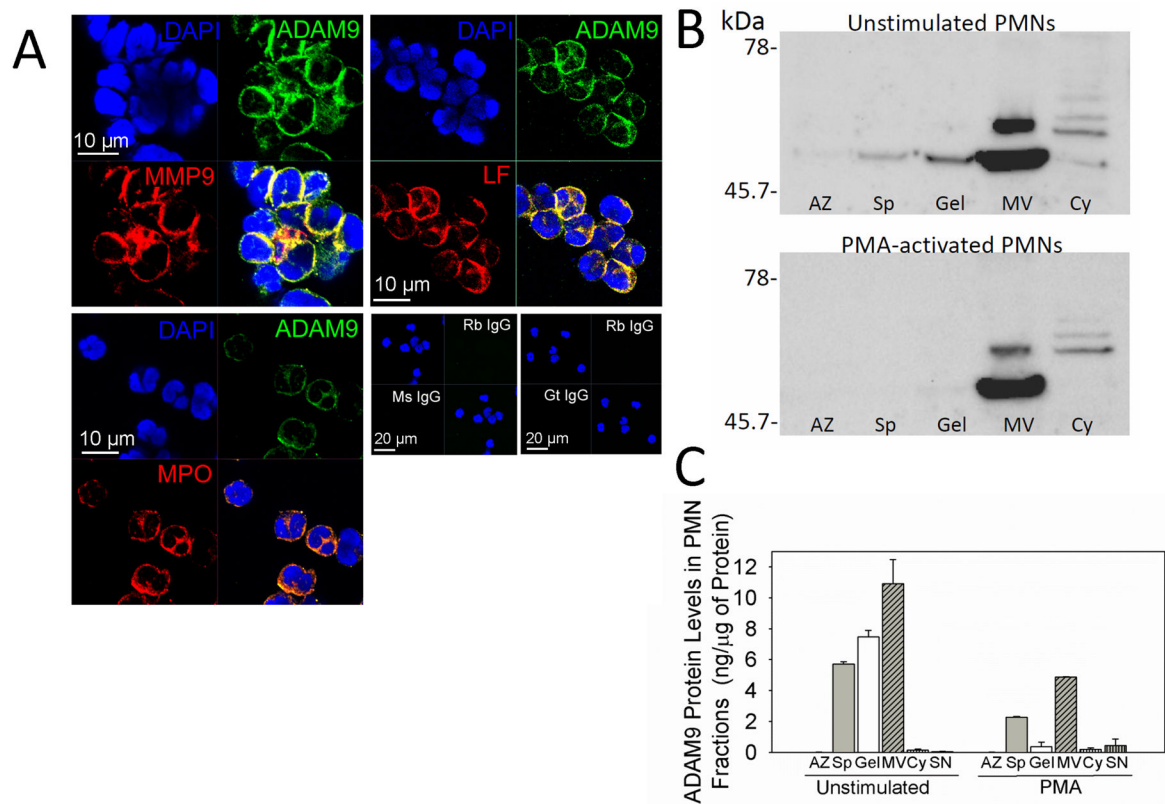 A
DAPI
ADAM9
10 µm
MMP9
DAPI
ADAM9
LF
10 µm
DAPI
ADAM9
10 µm
MPO
Rb IgG
Ms IgG
20 µm
Rb IgG
Gt IgG
20 µm
B
kDa
Unstimulated PMNs
78-
45.7-
AZ Sp Gel MV Cy
PMA-activated PMNs
78-
45.7-
AZ Sp Gel MV Cy
C
ADAM9 Protein Levels in PMN
Fractions (ng/µg of Protein)
12
10
8
6
4
2
0
AZ Sp Gel MV Cy SN
AZ Sp Gel MV Cy SN
Unstimulated
PMA